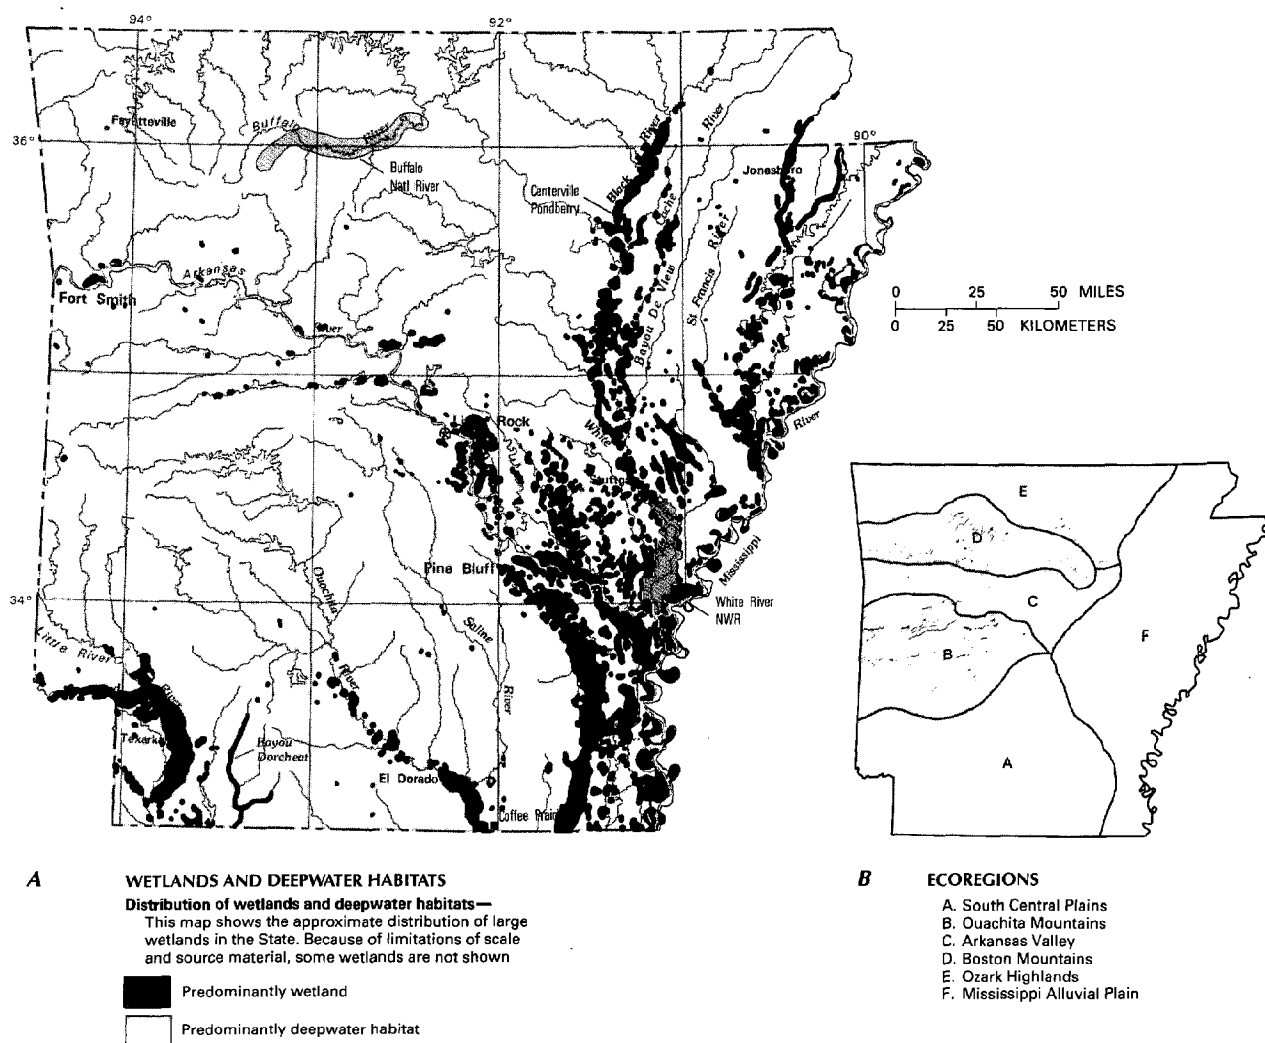 94°
92°
Fayetteville
Buffalo
River
36°
Buffalo
Natl River
Black
River
River
90°
Jonesboro
Centerville
Pondberry
Cache
River
St Francis
Bayou De View
Arkansas
Fort Smith
River
0 25 50 MILES
0 25 50 KILOMETERS
Rock
White
River
Stuttga
Pine Bluff
Mississippi
34°
Ouachita
Saline
White River
NWR
Little River
River
River
River
Texarka
Bayou
Dorcheat
El Dorado
Coffee Prairi
E
D
C
B
F
A
A
WETLANDS AND DEEPWATER HABITATS
Distribution of wetlands and deepwater habitats—
This map shows the approximate distribution of large
wetlands in the State. Because of limitations of scale
and source material, some wetlands are not shown
Predominantly wetland
Predominantly deepwater habitat
B
ECOREGIONS
A. South Central Plains
B. Ouachita Mountains
C. Arkansas Valley
D. Boston Mountains
E. Ozark Highlands
F. Mississippi Alluvial Plain